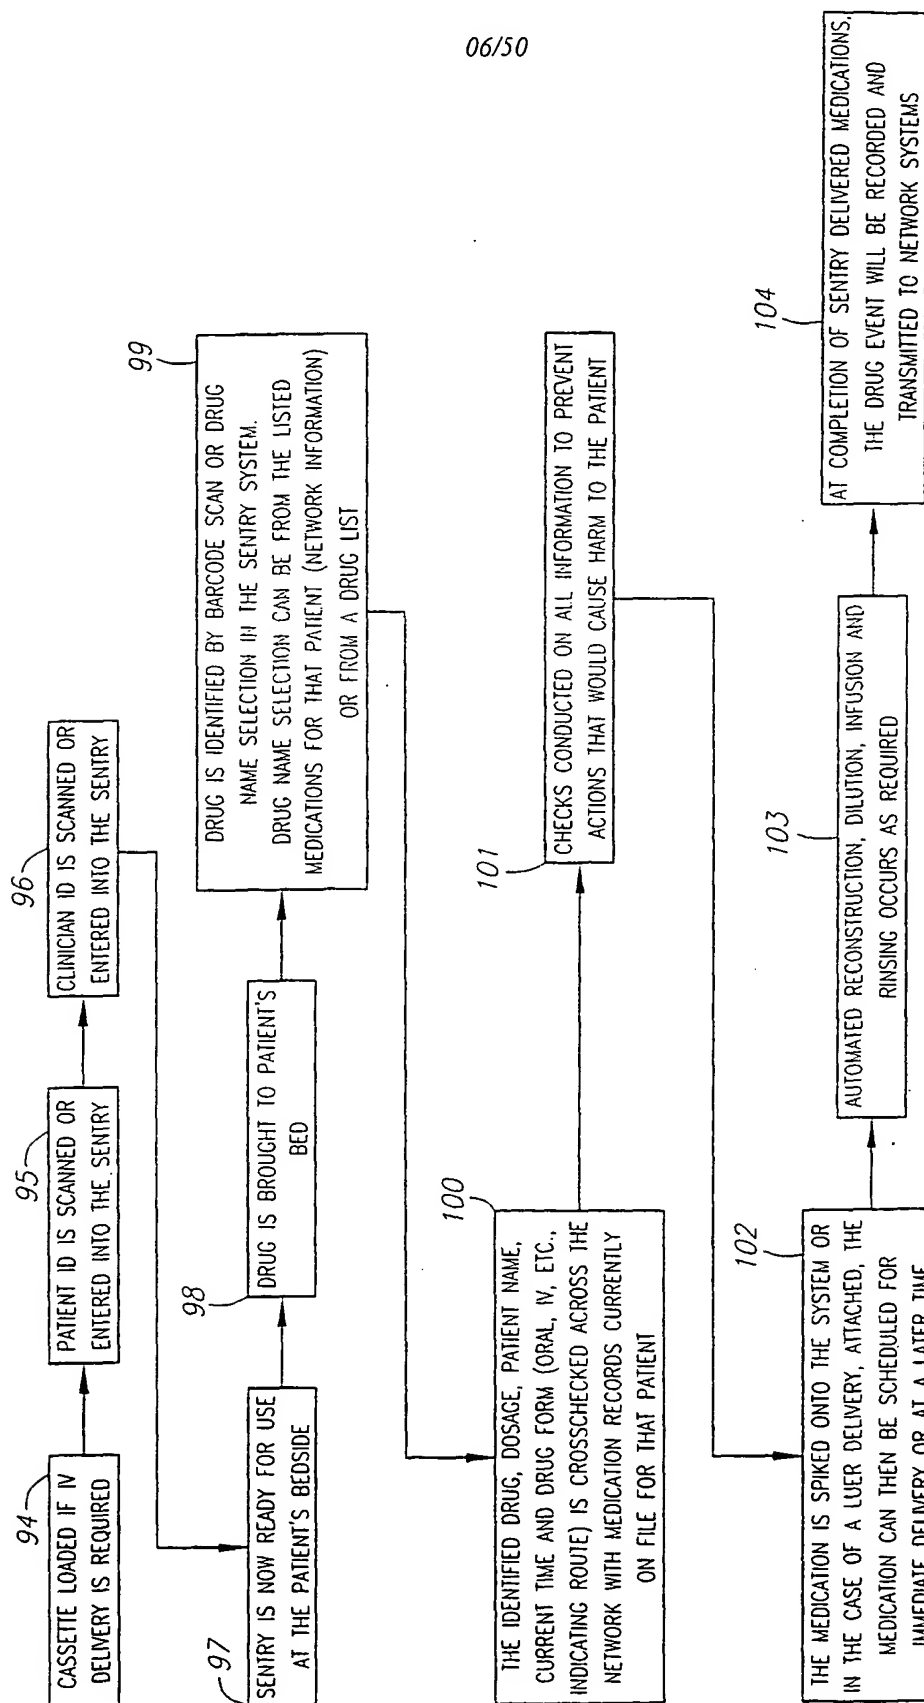 06/50
94
CASSETTE LOADED IF IV
DELIVERY IS REQUIRED
95
PATIENT ID IS SCANNED OR
ENTERED INTO THE SENTRY
96
CLINICIAN ID IS SCANNED OR
ENTERED INTO THE SENTRY
97
SENTRY IS NOW READY FOR USE
AT THE PATIENT'S BEDSIDE
98
DRUG IS BROUGHT TO PATIENT'S
BED
99
DRUG IS IDENTIFIED BY BARCODE SCAN OR DRUG
NAME SELECTION IN THE SENTRY SYSTEM.
DRUG NAME SELECTION CAN BE FROM THE LISTED
MEDICATIONS FOR THAT PATIENT (NETWORK INFORMATION)
OR FROM A DRUG LIST
100
THE IDENTIFIED DRUG, DOSAGE, PATIENT NAME,
CURRENT TIME AND DRUG FORM (ORAL, IV, ETC.,
INDICATING ROUTE) IS CROSSCHECKED ACROSS THE
NETWORK WITH MEDICATION RECORDS CURRENTLY
ON FILE FOR THAT PATIENT
101
CHECKS CONDUCTED ON ALL INFORMATION TO PREVENT
ACTIONS THAT WOULD CAUSE HARM TO THE PATIENT
102
THE MEDICATION IS SPIKED ONTO THE SYSTEM OR
IN THE CASE OF A LUER DELIVERY, ATTACHED, THE
MEDICATION CAN THEN BE SCHEDULED FOR
IMMEDIATE DELIVERY OR AT A LATER TIME
103
AUTOMATED RECONSTRUCTION, DILUTION, INFUSION AND
RINSING OCCURS AS REQUIRED
104
AT COMPLETION OF SENTRY DELIVERED MEDICATIONS,
THE DRUG EVENT WILL BE RECORDED AND
TRANSMITTED TO NETWORK SYSTEMS